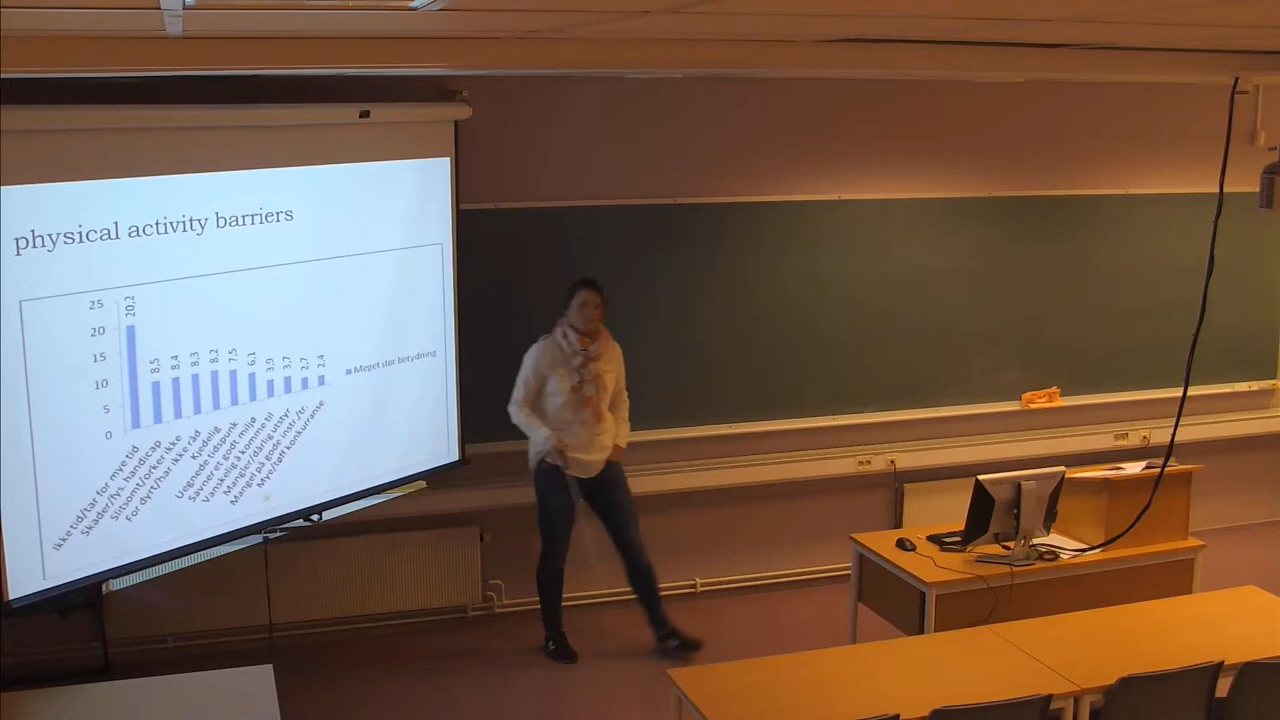 physical activity barriers
25
20
15
10
5
0
20,2
8,5
8,4
8,3
8,2
7,5
6,1
3,9
3,7
2,7
2,4
Meget stor betydning
Ikke tid/tar for mye tid
Skader/fys. handicap
Slitsomt/orker ikke
For dyrt/har ikke råd
Kjedelig
Uegnede tidspunk
Savner et godt miljø
Vanskelig å komme til
Mangler/dårlig utstyr
Mangel på gode instr./tr.
Mye/tøff konkurranse